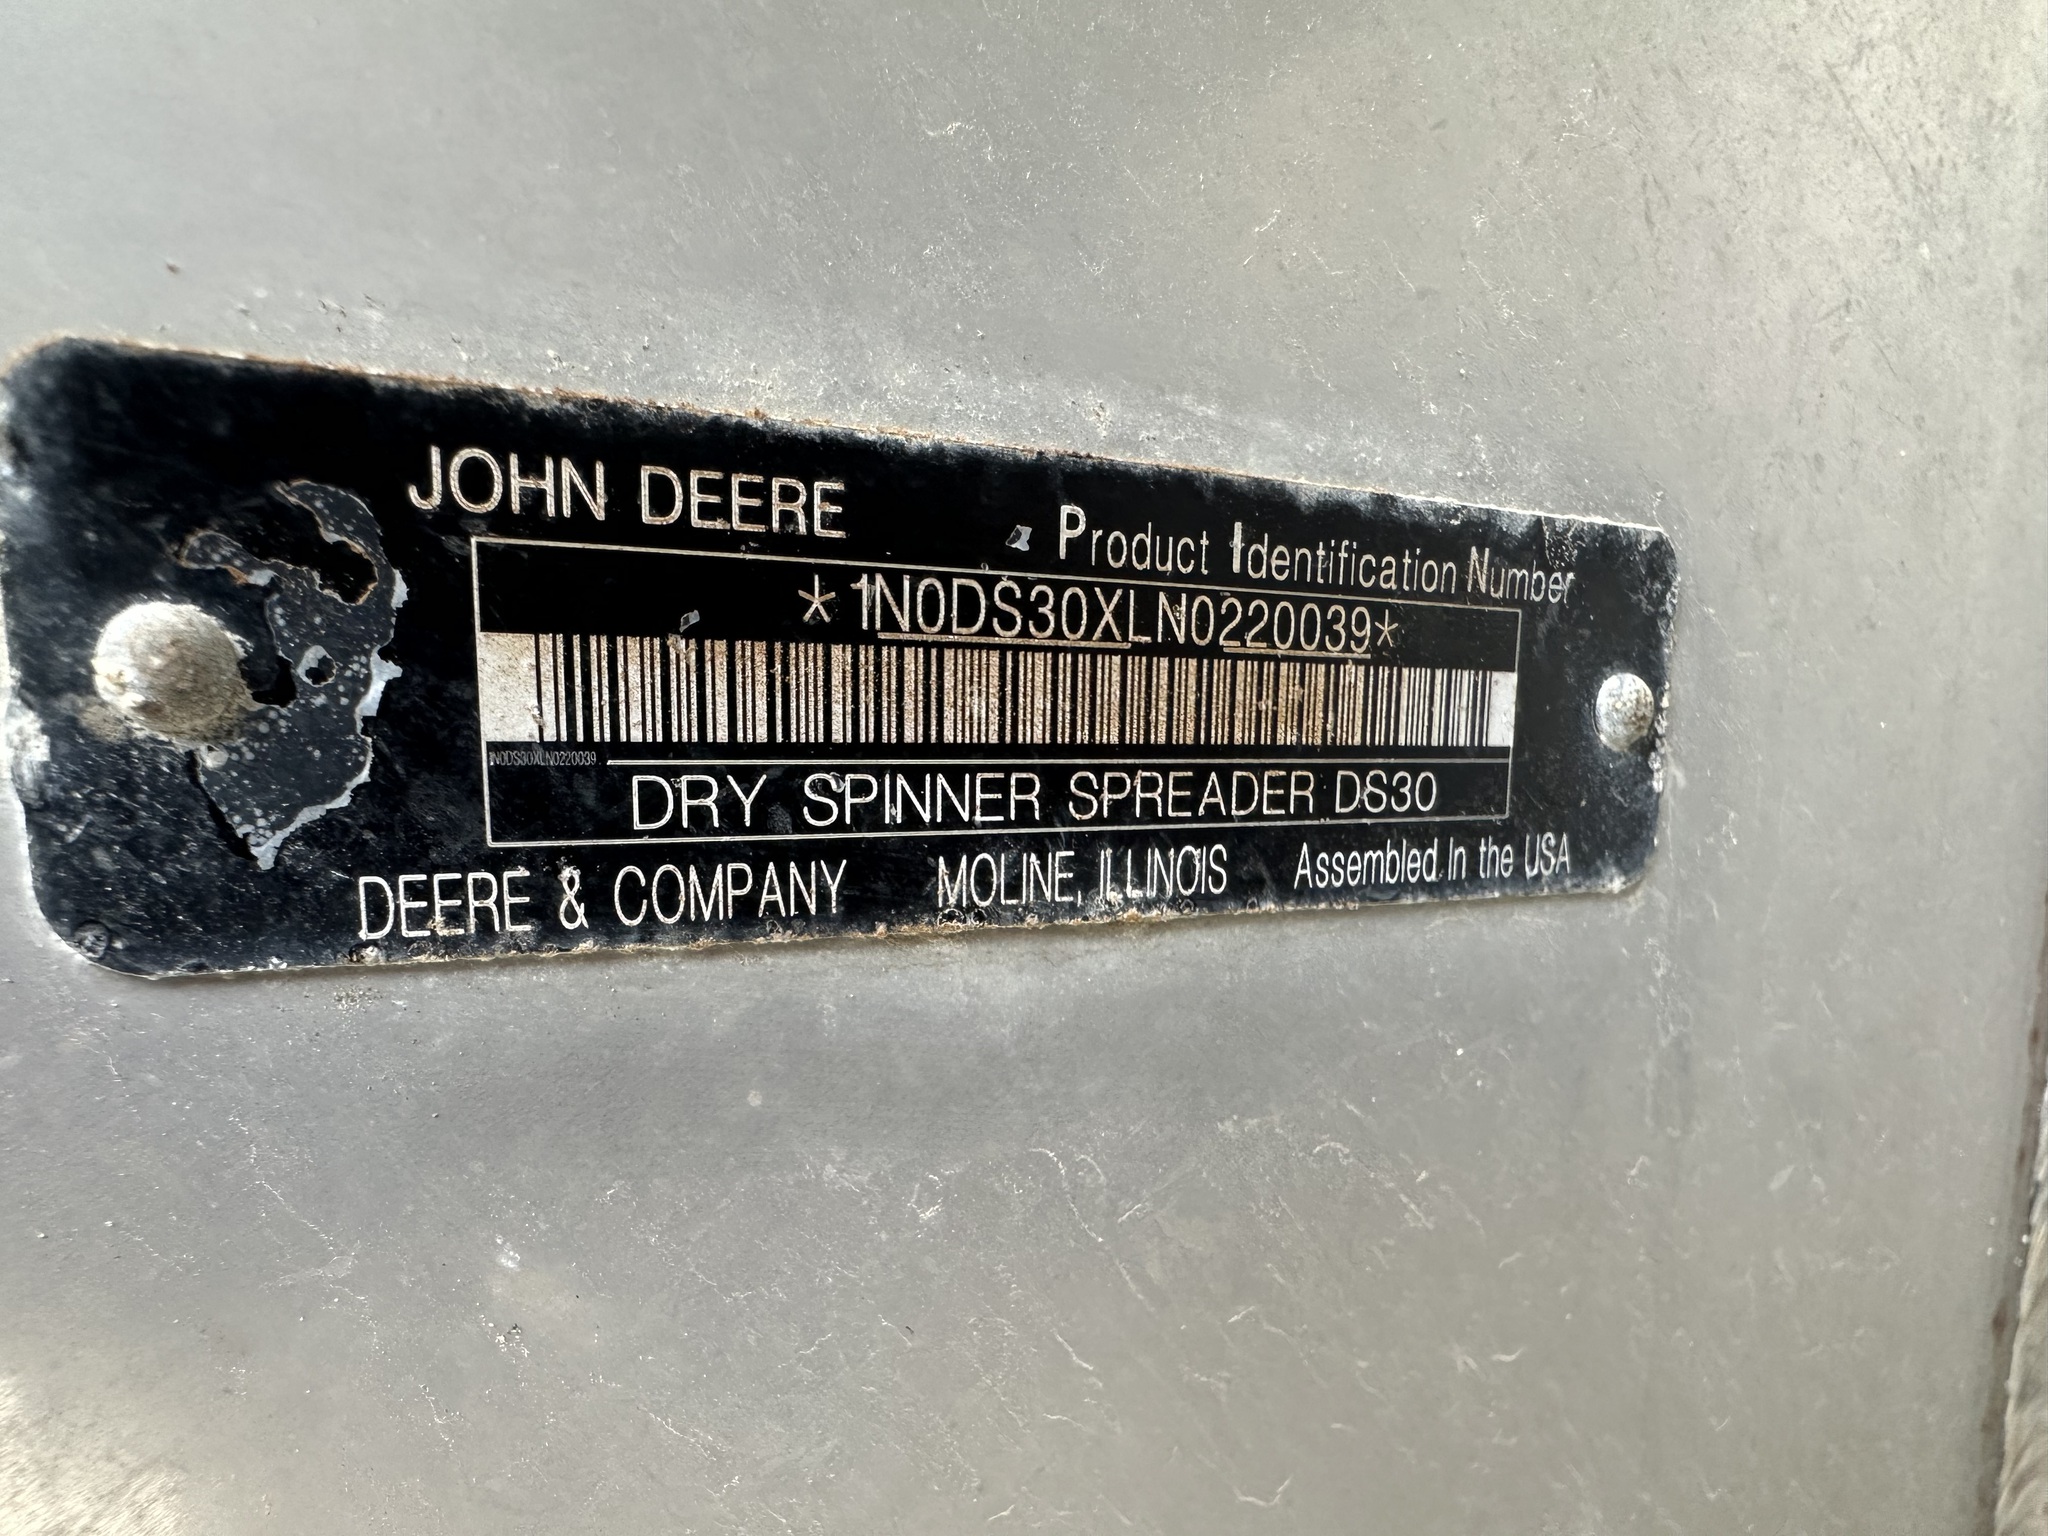 JOHN DEERE
Product Identification Number
*1N0DS30XLN0220039*
1N0DS30XLN0220039
DRY SPINNER SPREADER DS30
DEERE & COMPANY MOLINE, ILLINOIS Assembled In the USA